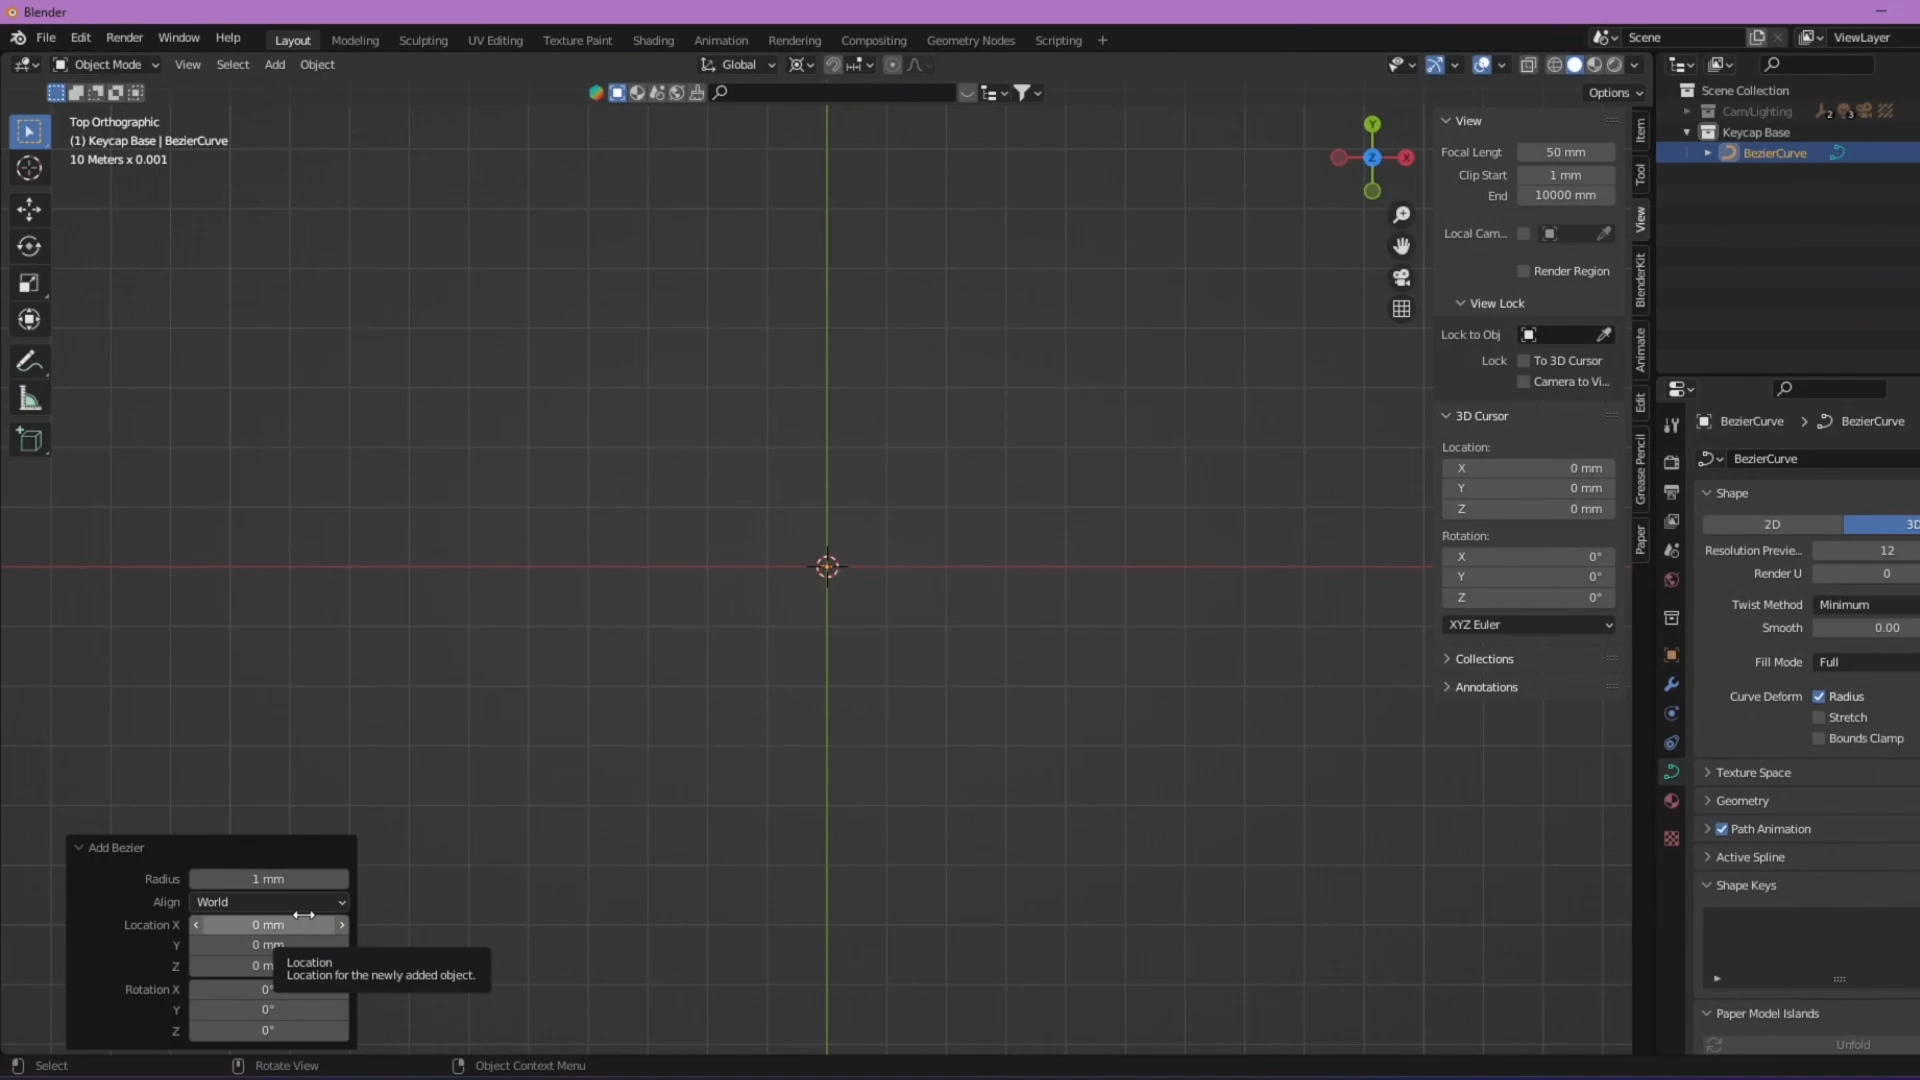 Blender
File Edit Render Window Help Layout Modeling Sculpting UV Editing Texture Paint Shading Animation Rendering Compositing Geometry Nodes Scripting + Scene ViewLayer
Object Mode View Select Add Object Global
Options
Top Orthographic
(1) Keycap Base | BezierCurve
10 Meters x 0.001
Y
Z X
View
Focal Lengt 50 mm
Clip Start 1 mm
End 10000 mm
Local Cam...
Render Region
View Lock
Lock to Obj
Lock To 3D Cursor
Camera to Vi...
3D Cursor
Location:
X 0 mm
Y 0 mm
Z 0 mm
Rotation:
X 0°
Y 0°
Z 0°
XYZ Euler
Collections
Annotations
Item
Tool
View
BlenderKit
Animate
Edit
Grease Pencil
Paper
Scene Collection
Cam/Lighting 2 3
Keycap Base
BezierCurve
BezierCurve > BezierCurve
BezierCurve
Shape
2D 3D
Resolution Previe... 12
Render U 0
Twist Method Minimum
Smooth 0.00
Fill Mode Full
Curve Deform Radius
Stretch
Bounds Clamp
Texture Space
Geometry
Path Animation
Active Spline
Shape Keys
Paper Model Islands
Unfold
Add Bezier
Radius 1 mm
Align World
Location X 0 mm
Y 0 mm
Z 0 m
Location
Location for the newly added object.
Rotation X 0°
Y 0°
Z 0°
Select Rotate View Object Context Menu